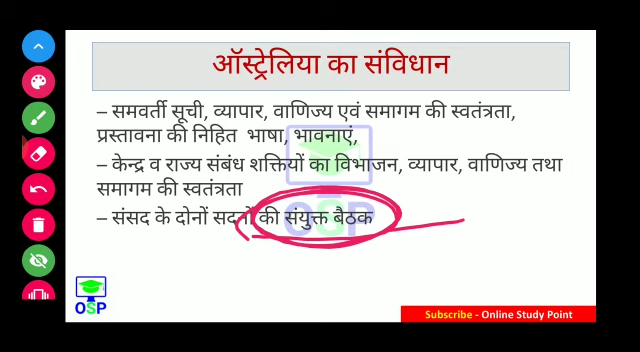 ऑस्ट्रेलिया का संविधान
– समवर्ती सूची, व्यापार, वाणिज्य एवं समागम की स्वतंत्रता,
प्रस्तावना की निहित भाषा, भावनाएं,
– केन्द्र व राज्य संबंध शक्तियों का विभाजन, व्यापार, वाणिज्य तथा
समागम की स्वतंत्रता
– संसद के दोनों सदनों की संयुक्त बैठक
OSP
OSP
Subscribe - Online Study Point